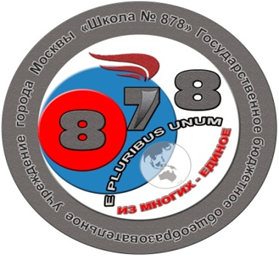 Государственное бюджетное общеобразовательное учреждение города Москвы «Школа № 878»
878
E PLURIBUS UNUM
ИЗ МНОГИХ - ЕДИНОЕ